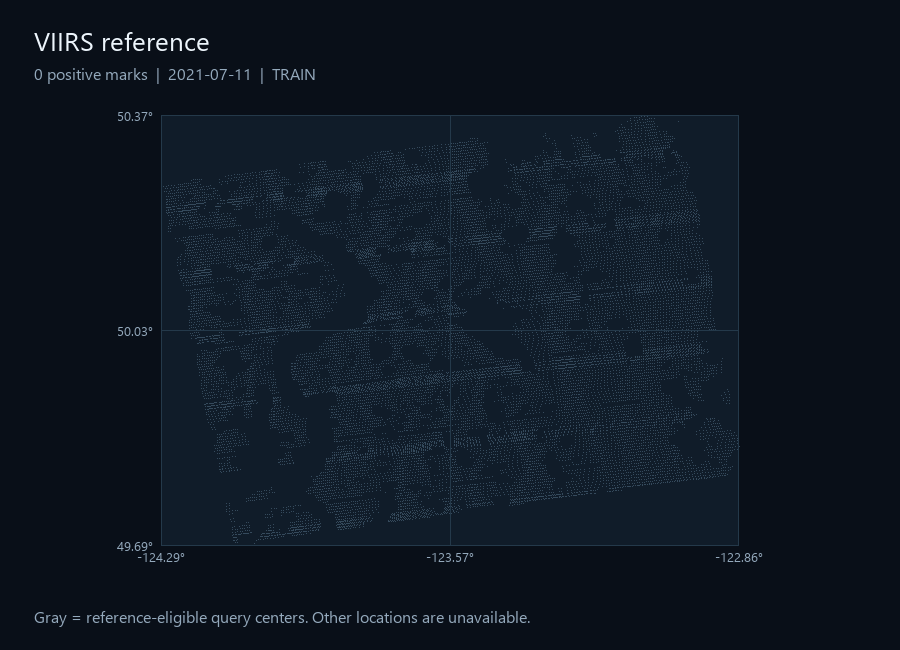 VIIRS reference
0 positive marks | 2021-07-11 | TRAIN
50.37°
50.03°
49.69°
-124.29° -123.57° -122.86°
Gray = reference-eligible query centers. Other locations are unavailable.